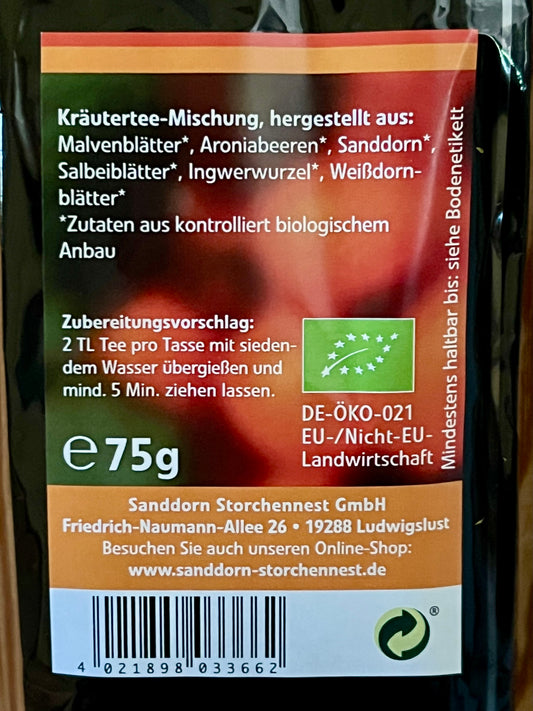 Kräutertee-Mischung, hergestellt aus:
Malvenblätter*, Aroniabeeren*, Sanddorn*,
Salbeiblätter*, Ingwerwurzel*, Weißdorn-
blätter*
*Zutaten aus kontrolliert biologischem
Anbau
Mindestens haltbar bis: siehe Bodenetikett
Zubereitungsvorschlag:
2 TL Tee pro Tasse mit sieden-
dem Wasser übergießen und
mind. 5 Min. ziehen lassen.
℮75g
DE-ÖKO-021
EU-/Nicht-EU-
Landwirtschaft
Sanddorn Storchennest GmbH
Friedrich-Naumann-Allee 26 • 19288 Ludwigslust
Besuchen Sie auch unseren Online-Shop:
www.sanddorn-storchennest.de
4 021898 033662
®